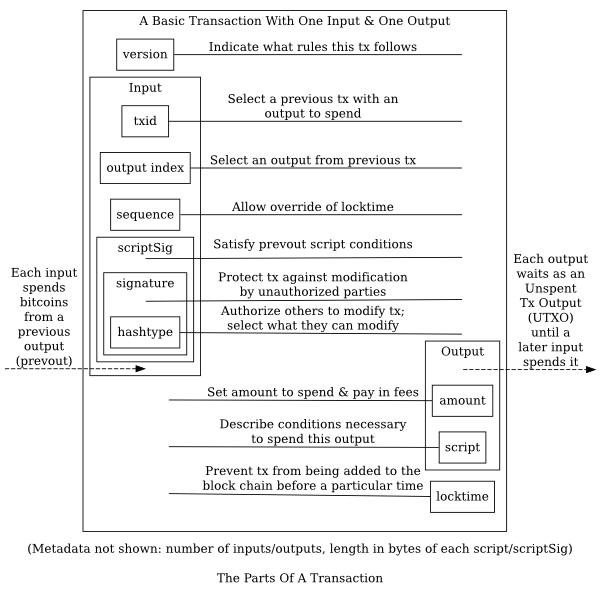 A Basic Transaction With One Input & One Output
version
Indicate what rules this tx follows
Input
txid
Select a previous tx with an
output to spend
output index
Select an output from previous tx
sequence
Allow override of locktime
scriptSig
Satisfy prevout script conditions
signature
Protect tx against modification
by unauthorized parties
hashtype
Authorize others to modify tx;
select what they can modify
Each input
spends
bitcoins
from a
previous
output
(prevout)
Each output
waits as an
Unspent
Tx Output
(UTXO)
until a
later input
spends it
Output
Set amount to spend & pay in fees
amount
Describe conditions necessary
to spend this output
script
Prevent tx from being added to the
block chain before a particular time
locktime
(Metadata not shown: number of inputs/outputs, length in bytes of each script/scriptSig)
The Parts Of A Transaction